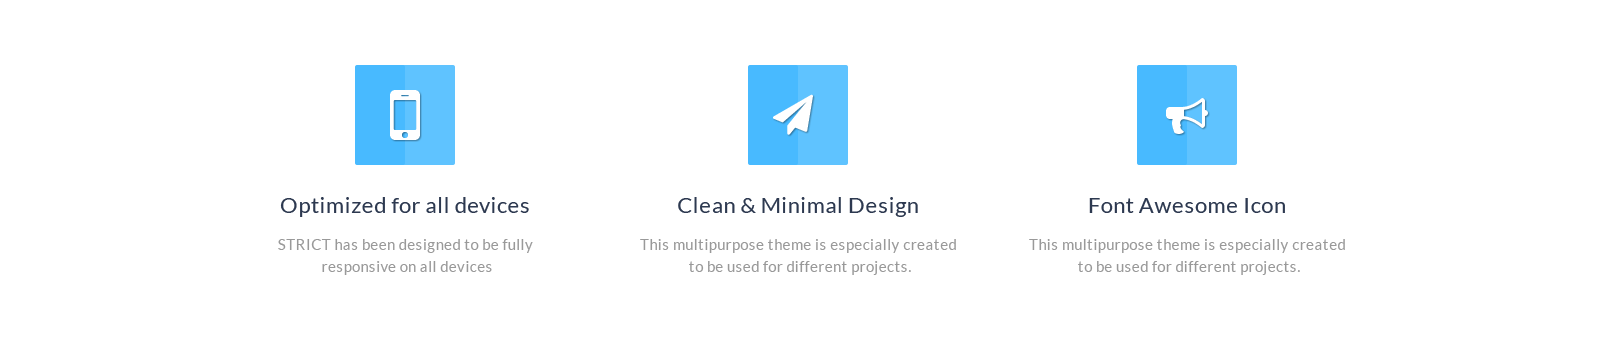 Optimized for all devices
STRICT has been designed to be fully
responsive on all devices
Clean & Minimal Design
This multipurpose theme is especially created
to be used for different projects.
Font Awesome Icon
This multipurpose theme is especially created
to be used for different projects.